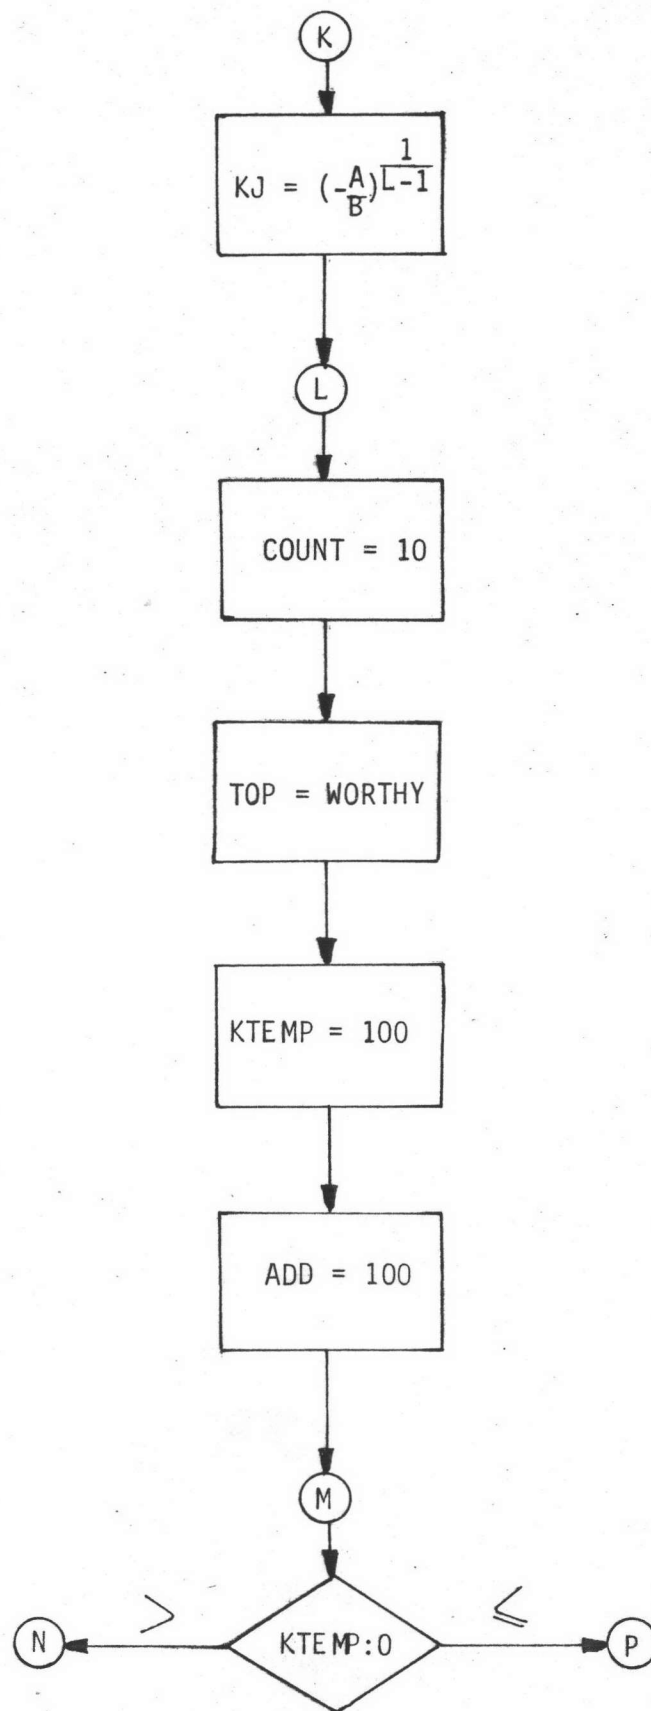 K
KJ = (-A/B)^1/L-1
L
COUNT = 10
TOP = WORTHY
KTEMP = 100
ADD = 100
M
> ≤
N KTEMP:0 P